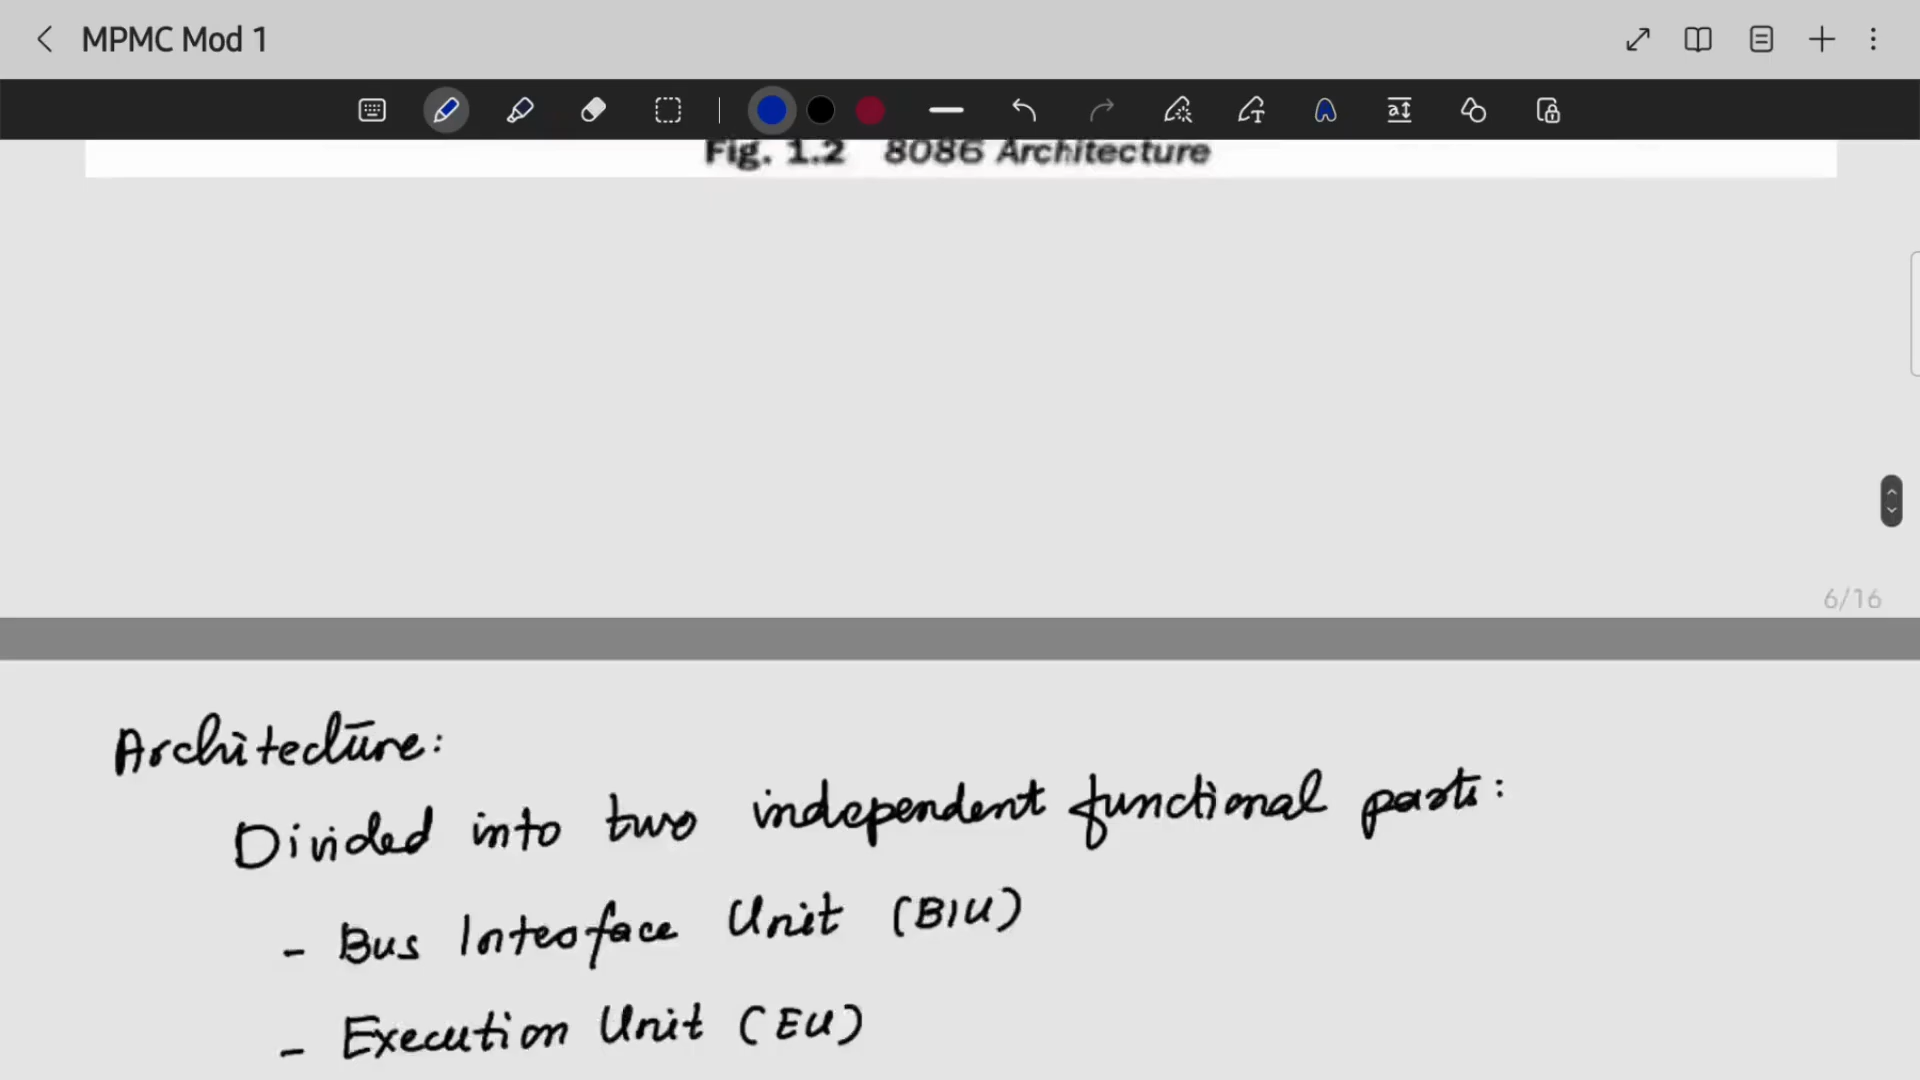 MPMC Mod 1
Fig. 1.2 8086 Architecture
6/16
Architecture:
Divided into two independent functional parts:
- Bus Interface Unit (BIU)
- Execution Unit (EU)